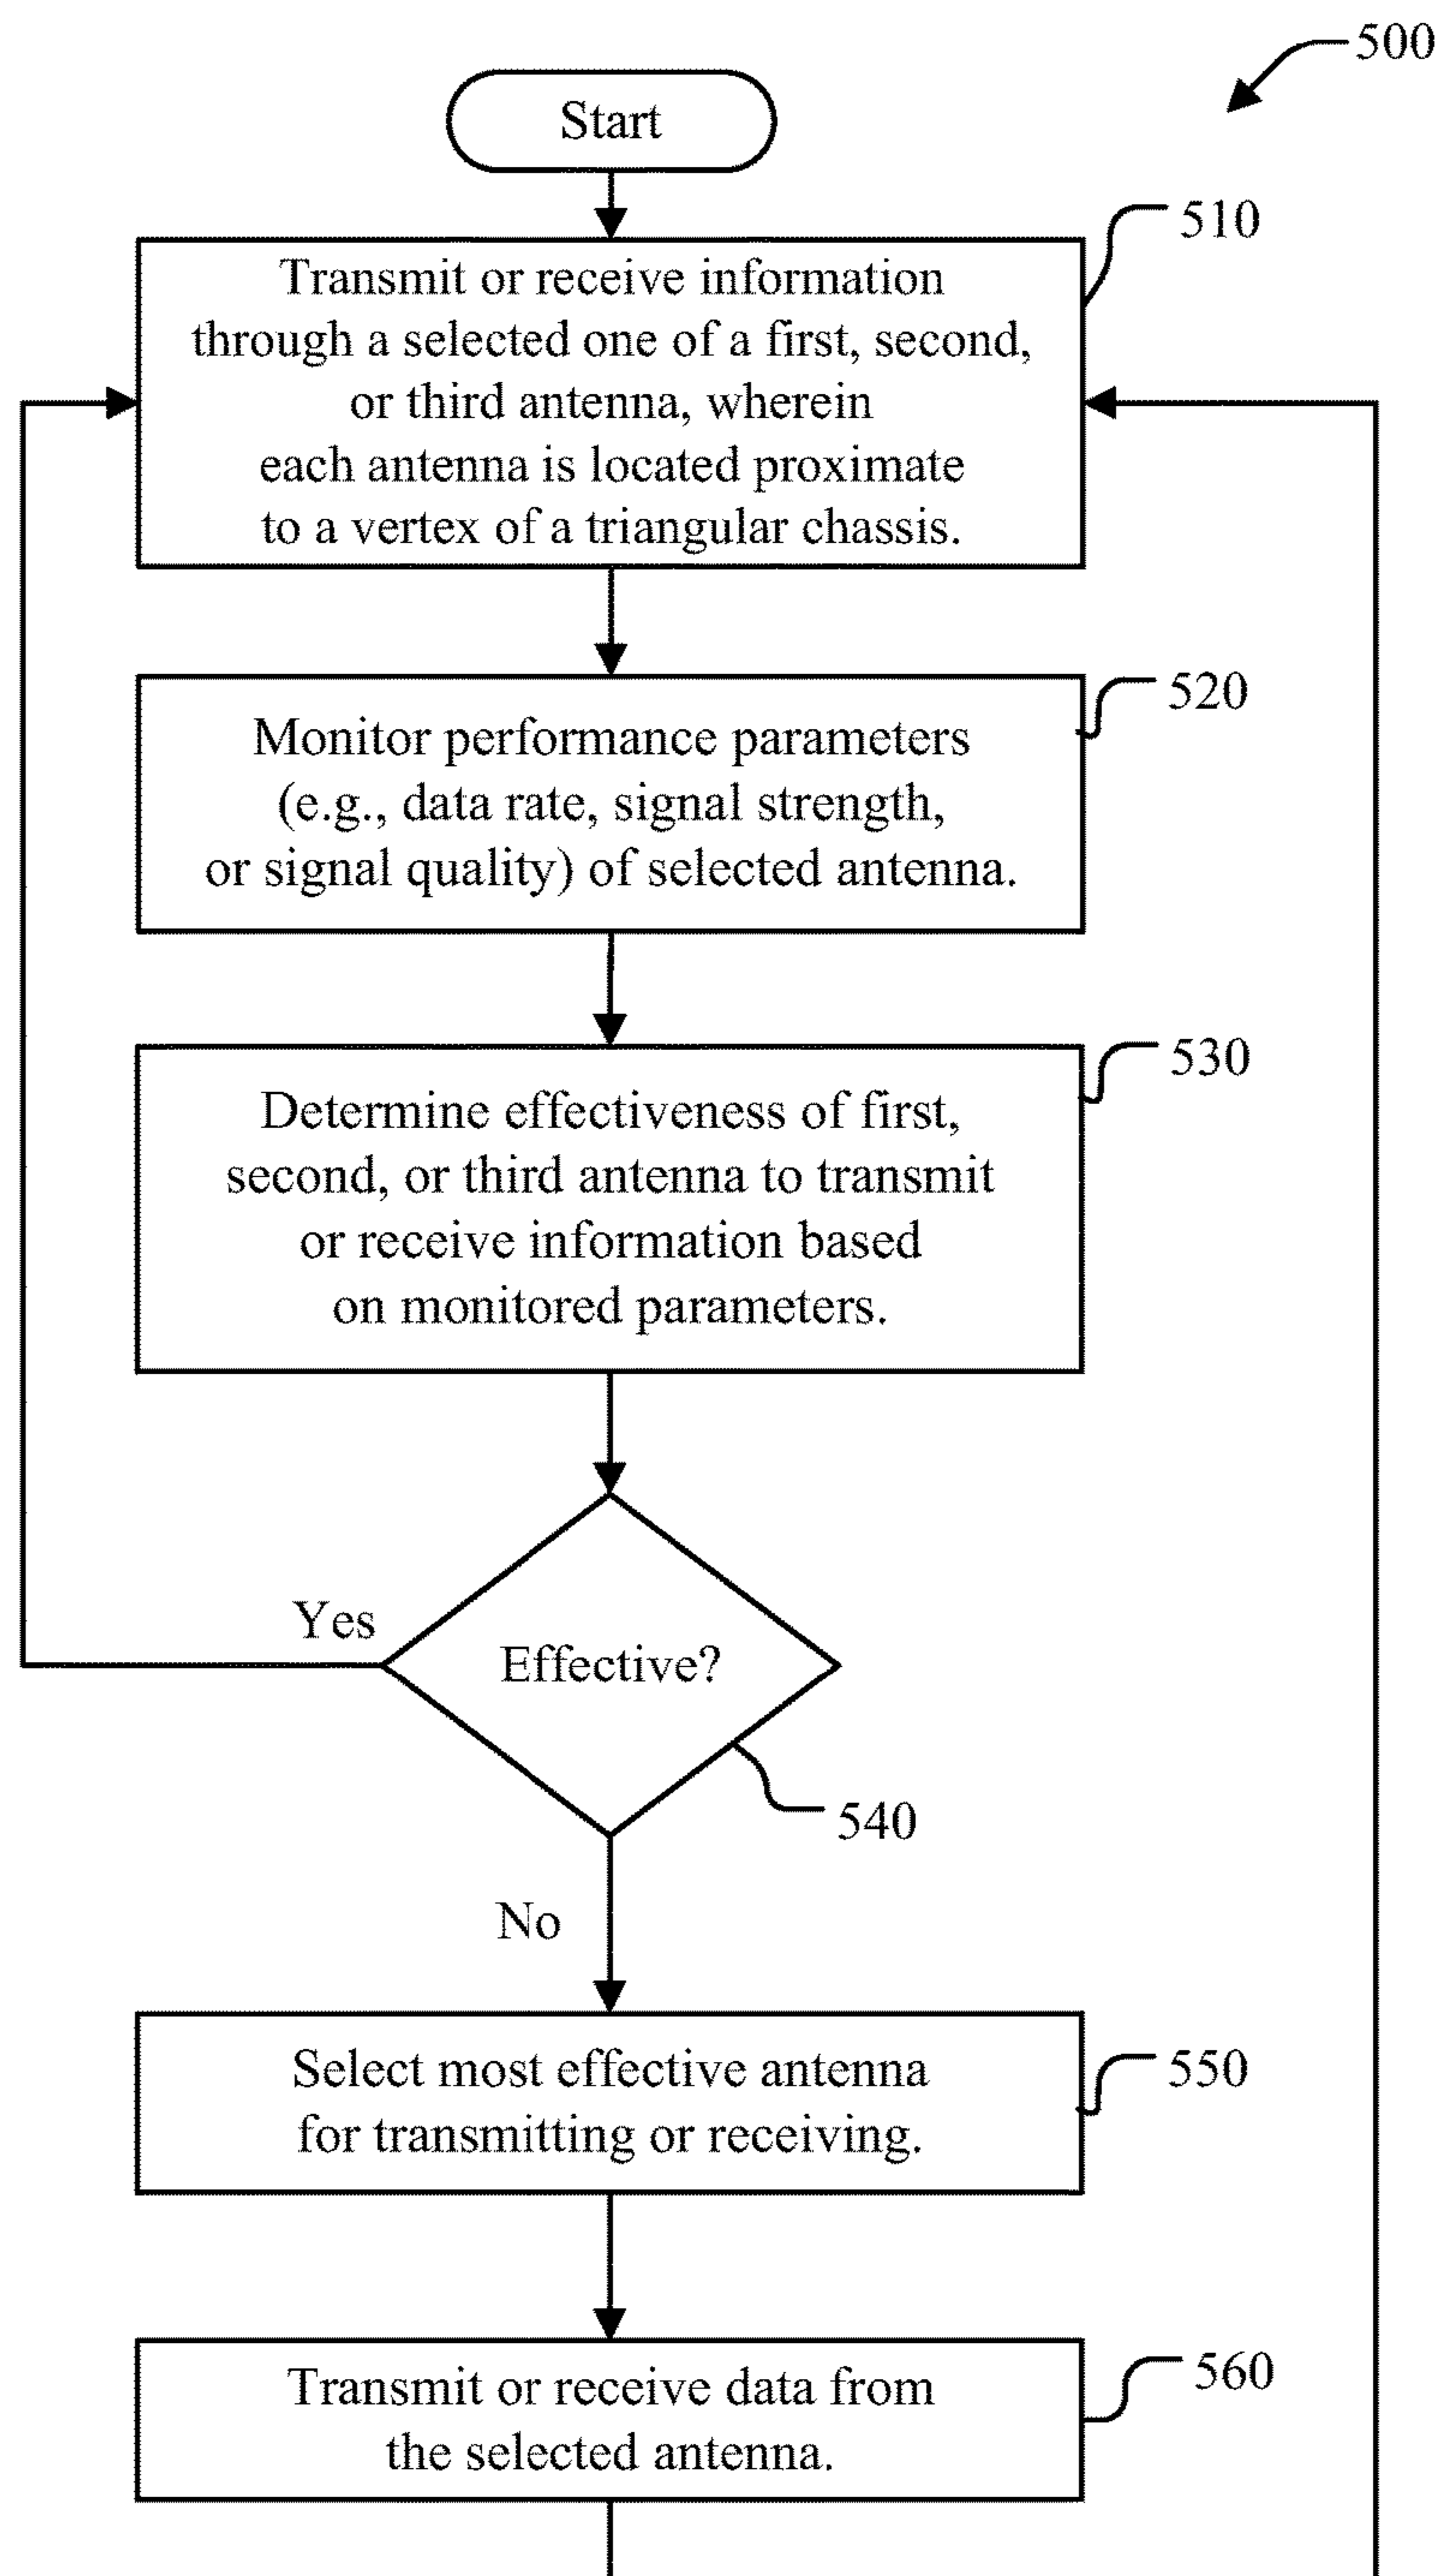 500
Start
510
Transmit or receive information
through a selected one of a first, second,
or third antenna, wherein
each antenna is located proximate
to a vertex of a triangular chassis.
520
Monitor performance parameters
(e.g., data rate, signal strength,
or signal quality) of selected antenna.
530
Determine effectiveness of first,
second, or third antenna to transmit
or receive information based
on monitored parameters.
Yes
Effective?
540
No
550
Select most effective antenna
for transmitting or receiving.
560
Transmit or receive data from
the selected antenna.